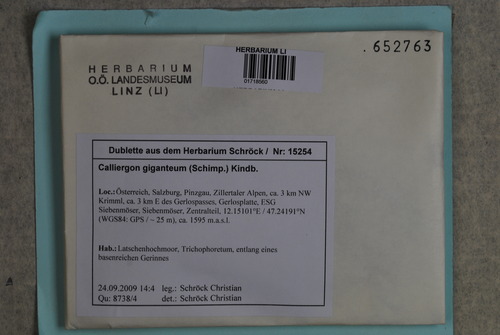 HERBARIUM
O.Ö. LANDESMUSEUM
LINZ (LI)
HERBARIUM LI
01718560
. 652763
Dublette aus dem Herbarium Schröck / Nr: 15254
Calliergon giganteum (Schimp.) Kindb.
Loc.: Österreich, Salzburg, Pinzgau, Zillertaler Alpen, ca. 3 km NW
Krimml, ca. 3 km E des Gerlospasses, Gerlosplatte, ESG
Siebenmöser, Siebenmöser, Zentralteil, 12.15101°E / 47.24191°N
(WGS84: GPS / ~ 25 m), ca. 1595 m.a.s.l.
Hab.: Latschenhochmoor, Trichophoretum, entlang eines
basenreichen Gerinnes
24.09.2009 14:4 leg.: Schröck Christian
Qu: 8738/4 det.: Schröck Christian